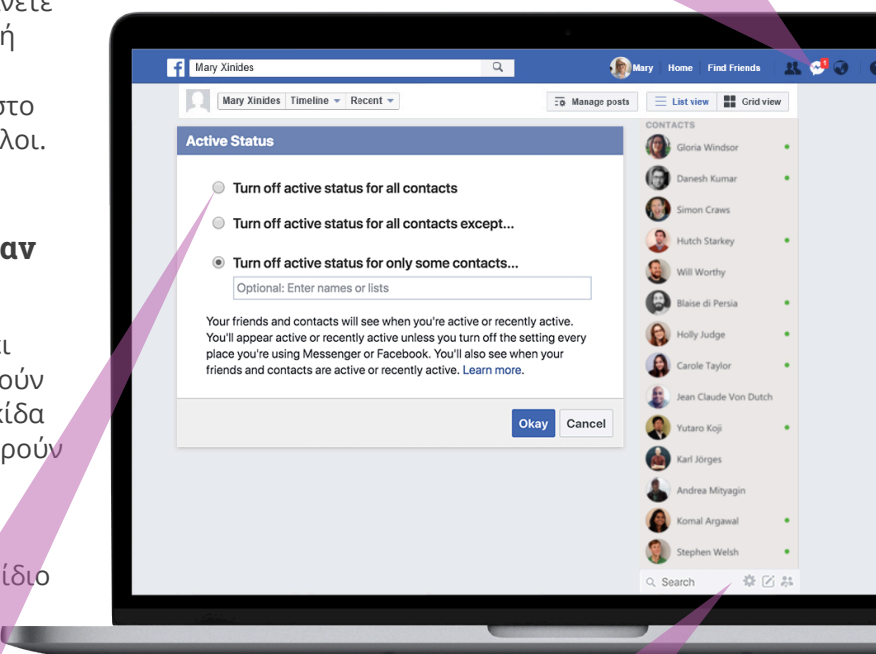 νετε
ή
στο
λοι.
αν
ι
ούν
κίδα
ρούν
ίδιο
f
Mary Xinides
Mary
Home
Find Friends
1
Mary Xinides
Timeline
Recent
Manage posts
List view
Grid view
Active Status
Turn off active status for all contacts
Turn off active status for all contacts except...
Turn off active status for only some contacts...
Optional: Enter names or lists
Your friends and contacts will see when you're active or recently active.
You'll appear active or recently active unless you turn off the setting every
place you're using Messenger or Facebook. You'll also see when your
friends and contacts are active or recently active. Learn more.
Okay
Cancel
CONTACTS
Gloria Windsor
Danesh Kumar
Simon Craws
Hutch Starkey
Will Worthy
Blaise di Persia
Holly Judge
Carole Taylor
Jean Claude Von Dutch
Yutaro Koji
Karl Jörges
Andrea Mityagin
Komal Argawal
Stephen Welsh
Search